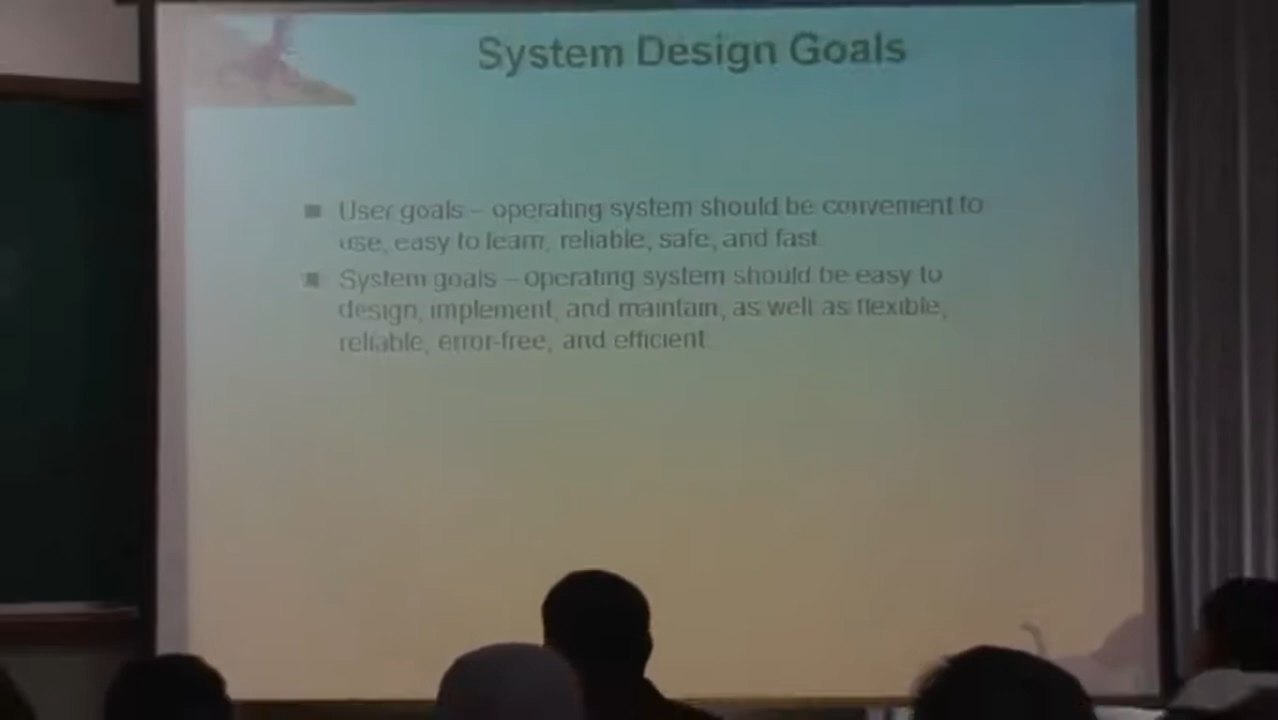 System Design Goals
User goals – operating system should be convenient to
use, easy to learn, reliable, safe, and fast
System goals – operating system should be easy to
design, implement, and maintain, as well as flexible,
reliable, error-free, and efficient